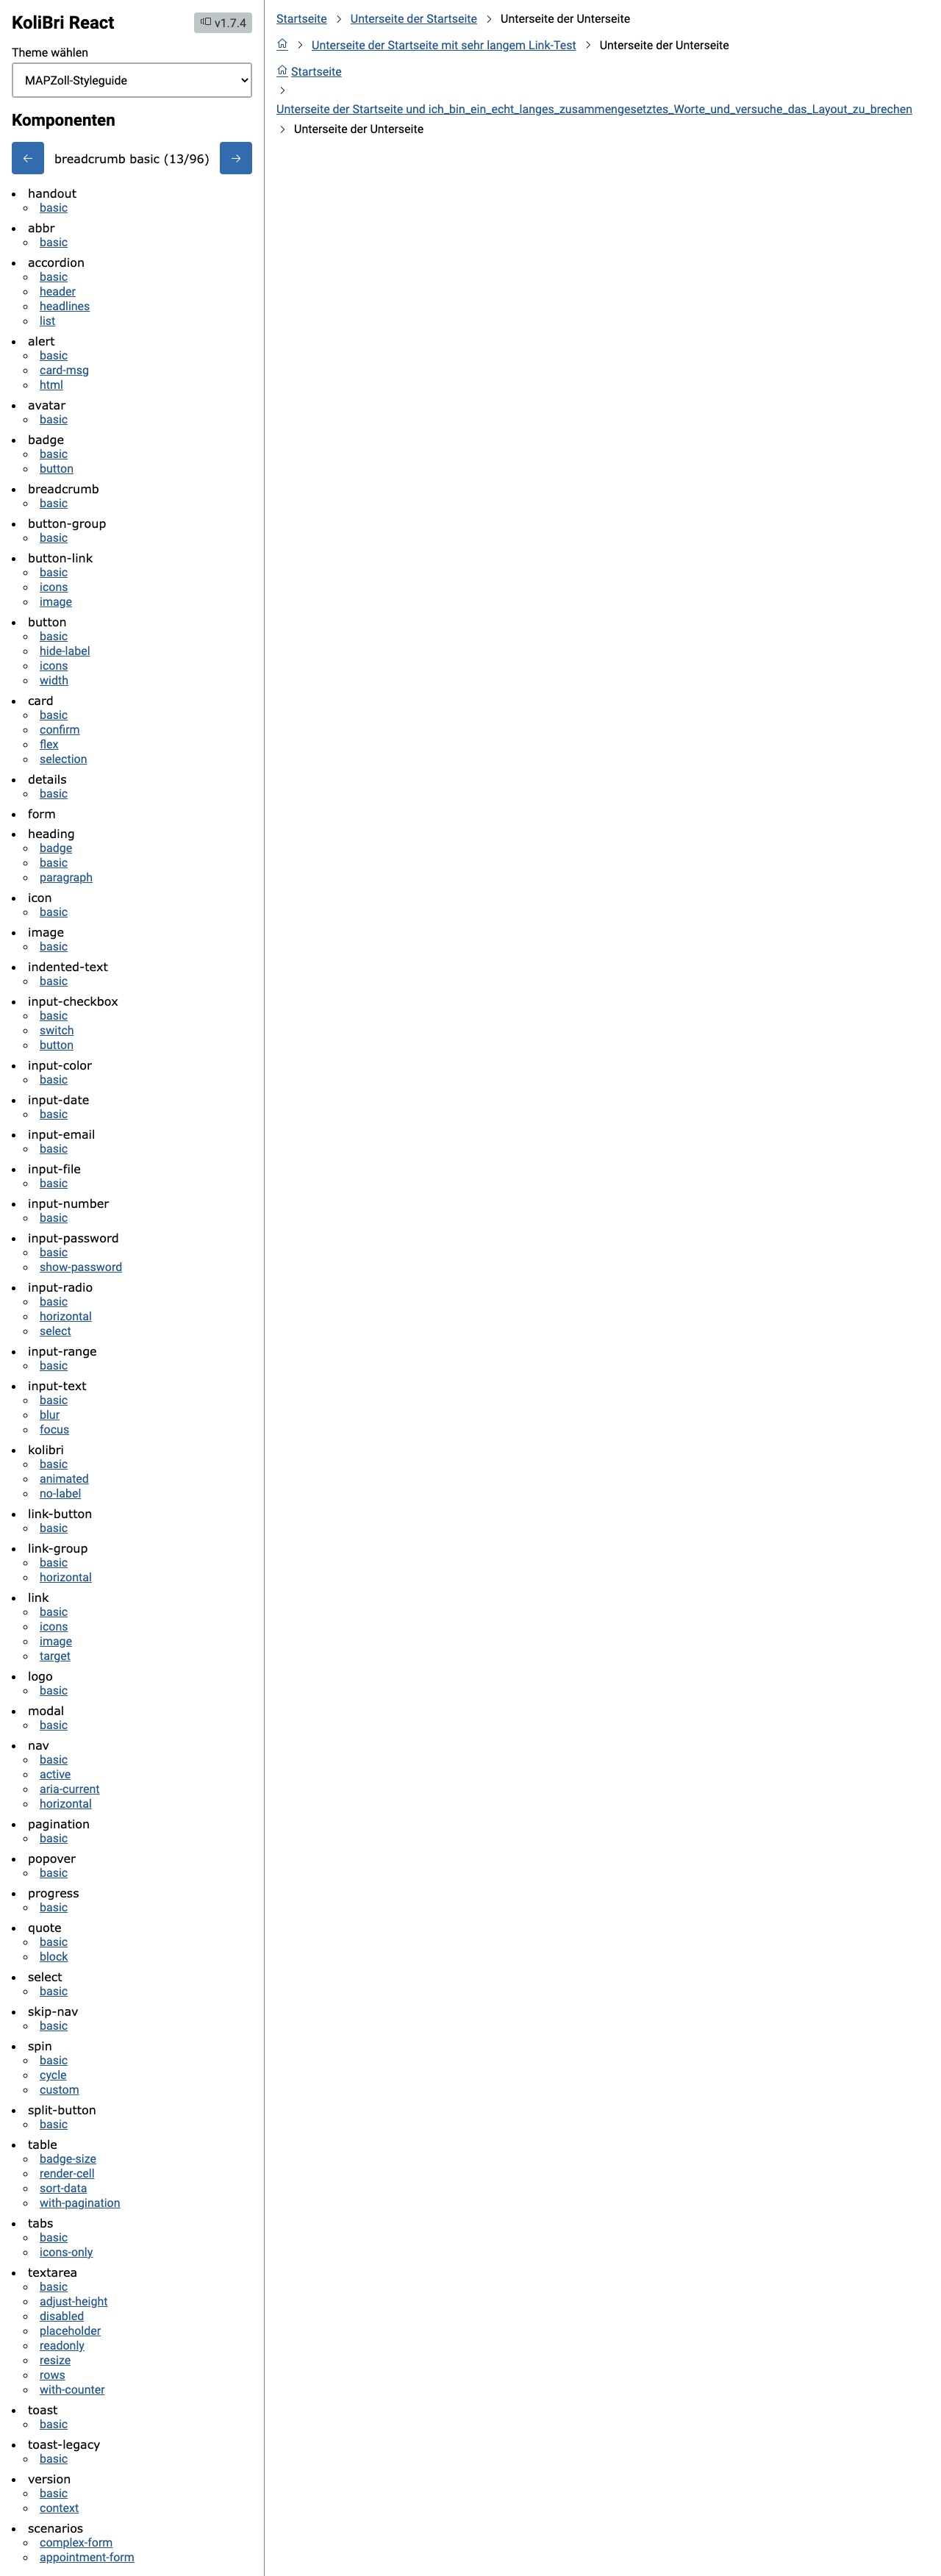 KoliBri React
v1.7.4
Theme wählen
MAPZoll-Styleguide
Komponenten
breadcrumb basic (13/96)
handout
basic
abbr
basic
accordion
basic
header
headlines
list
alert
basic
card-msg
html
avatar
basic
badge
basic
button
breadcrumb
basic
button-group
basic
button-link
basic
icons
image
button
basic
hide-label
icons
width
card
basic
confirm
flex
selection
details
basic
form
heading
badge
basic
paragraph
icon
basic
image
basic
indented-text
basic
input-checkbox
basic
switch
button
input-color
basic
input-date
basic
input-email
basic
input-file
basic
input-number
basic
input-password
basic
show-password
input-radio
basic
horizontal
select
input-range
basic
input-text
basic
blur
focus
kolibri
basic
animated
no-label
link-button
basic
link-group
basic
horizontal
link
basic
icons
image
target
logo
basic
modal
basic
nav
basic
active
aria-current
horizontal
pagination
basic
popover
basic
progress
basic
quote
basic
block
select
basic
skip-nav
basic
spin
basic
cycle
custom
split-button
basic
table
badge-size
render-cell
sort-data
with-pagination
tabs
basic
icons-only
textarea
basic
adjust-height
disabled
placeholder
readonly
resize
rows
with-counter
toast
basic
toast-legacy
basic
version
basic
context
scenarios
complex-form
appointment-form
Startseite Unterseite der Startseite Unterseite der Unterseite
Unterseite der Startseite mit sehr langem Link-Test Unterseite der Unterseite
Startseite
Unterseite der Startseite und ich_bin_ein_echt_langes_zusammengesetztes_Worte_und_versuche_das_Layout_zu_brechen
Unterseite der Unterseite